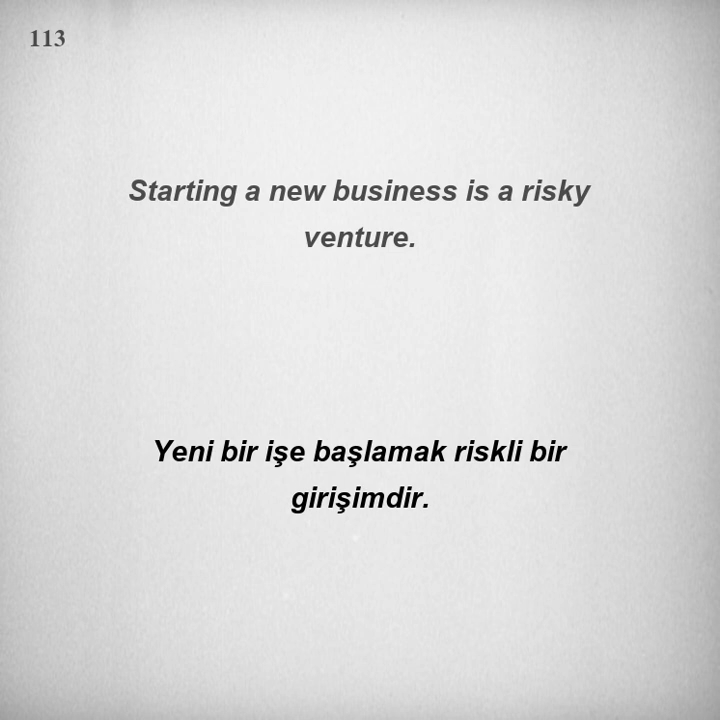 113
Starting a new business is a risky
venture.
Yeni bir işe başlamak riskli bir
girişimdir.